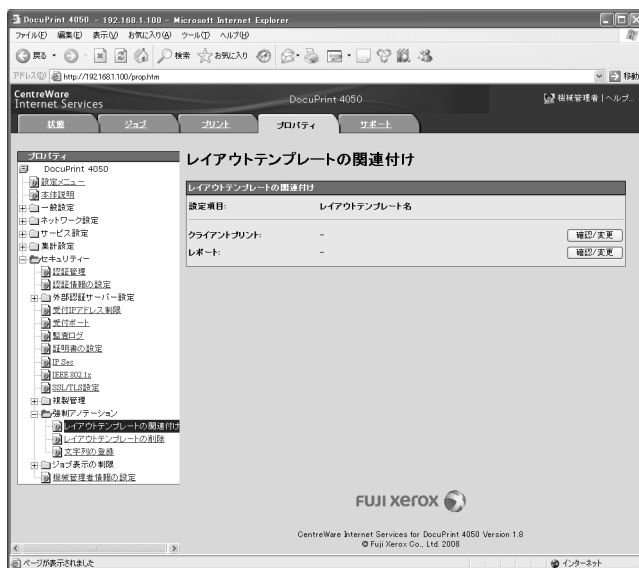 DocuPrint 4050 - 192.168.1.100 - Microsoft Internet Explorer
ファイル(F) 編集(E) 表示(V) お気に入り(A) ツール(T) ヘルプ(H)
戻る 検索 お気に入り
アドレス(D) http://192.168.1.100/prop.htm 移動
CentreWare
Internet Services
DocuPrint 4050
機械管理者 | ヘルプ...
状態 ジョブ プリント プロパティ サポート
プロパティ
DocuPrint 4050
設定メニュー
本体説明
一般設定
ネットワーク設定
サービス設定
集計設定
セキュリティー
認証管理
認証情報の設定
外部認証サーバー設定
受付IPアドレス制限
受付ポート
監査ログ
証明書の設定
IP Sec
IEEE 802.1x
SSL/TLS設定
複製管理
強制アノテーション
レイアウトテンプレートの関連付け
レイアウトテンプレートの削除
文字列の登録
ジョブ表示の制限
機械管理者情報の設定
レイアウトテンプレートの関連付け
レイアウトテンプレートの関連付け
設定項目: レイアウトテンプレート名
クライアントプリント: - 確認/変更
レポート: - 確認/変更
FUJI XEROX
CentreWare Internet Services for DocuPrint 4050 Version 1.8
© Fuji Xerox Co., Ltd. 2008
ページが表示されました インターネット